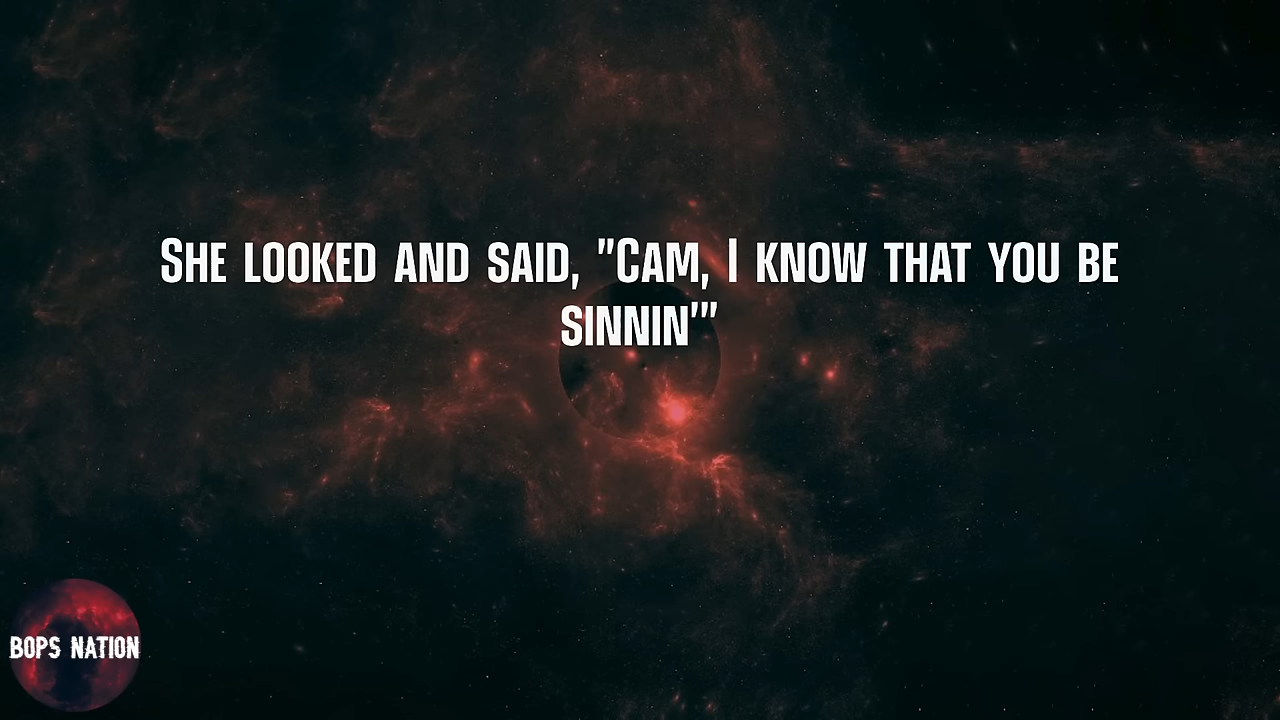 She looked and said, "Cam, I know that you be
sinnin'"
BOPS NATION